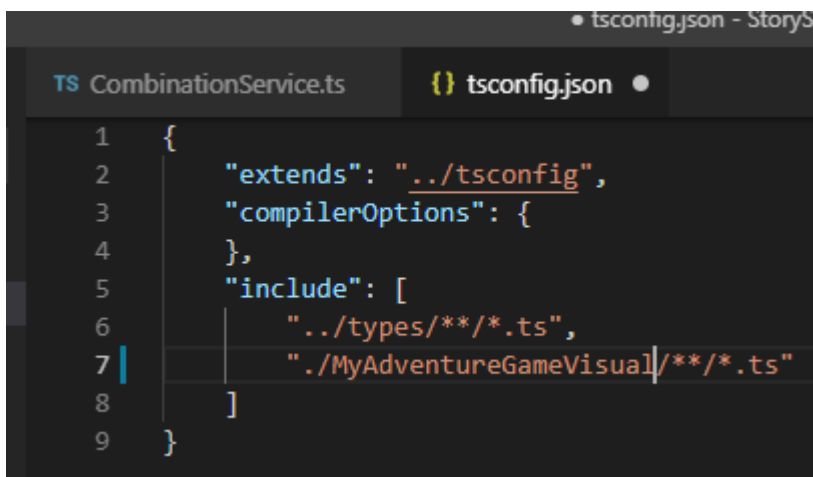 ● tsconfig.json - StoryS
TS CombinationService.ts {} tsconfig.json ●
1 {
2 "extends": "../tsconfig",
3 "compilerOptions": {
4 },
5 "include": [
6 "../types/**/*.ts",
7 "./MyAdventureGameVisual/**/*.ts"
8 ]
9 }